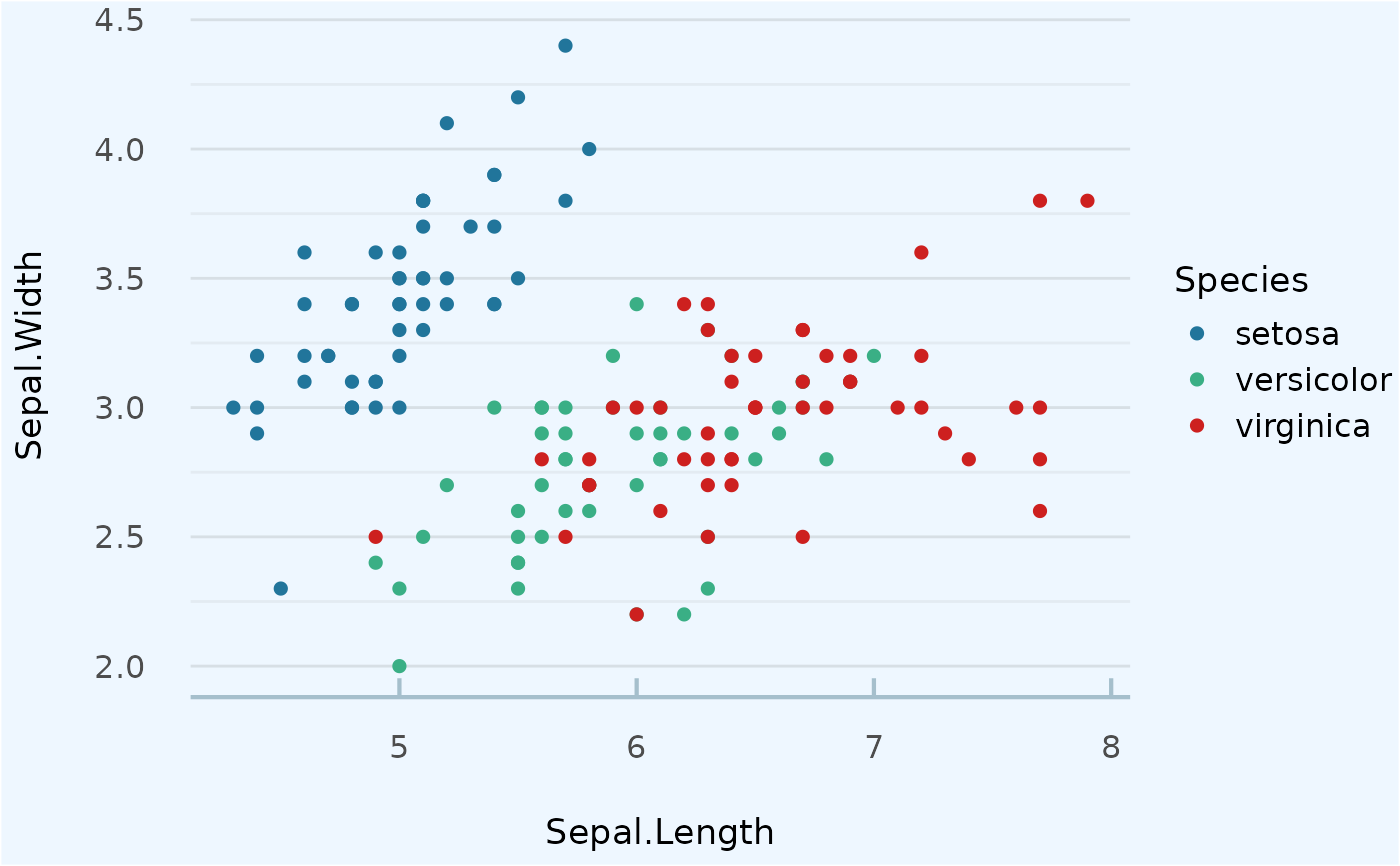 4.5
4.0
3.5
3.0
2.5
2.0
Sepal.Width
5 6 7 8
Sepal.Length
Species
setosa
versicolor
virginica